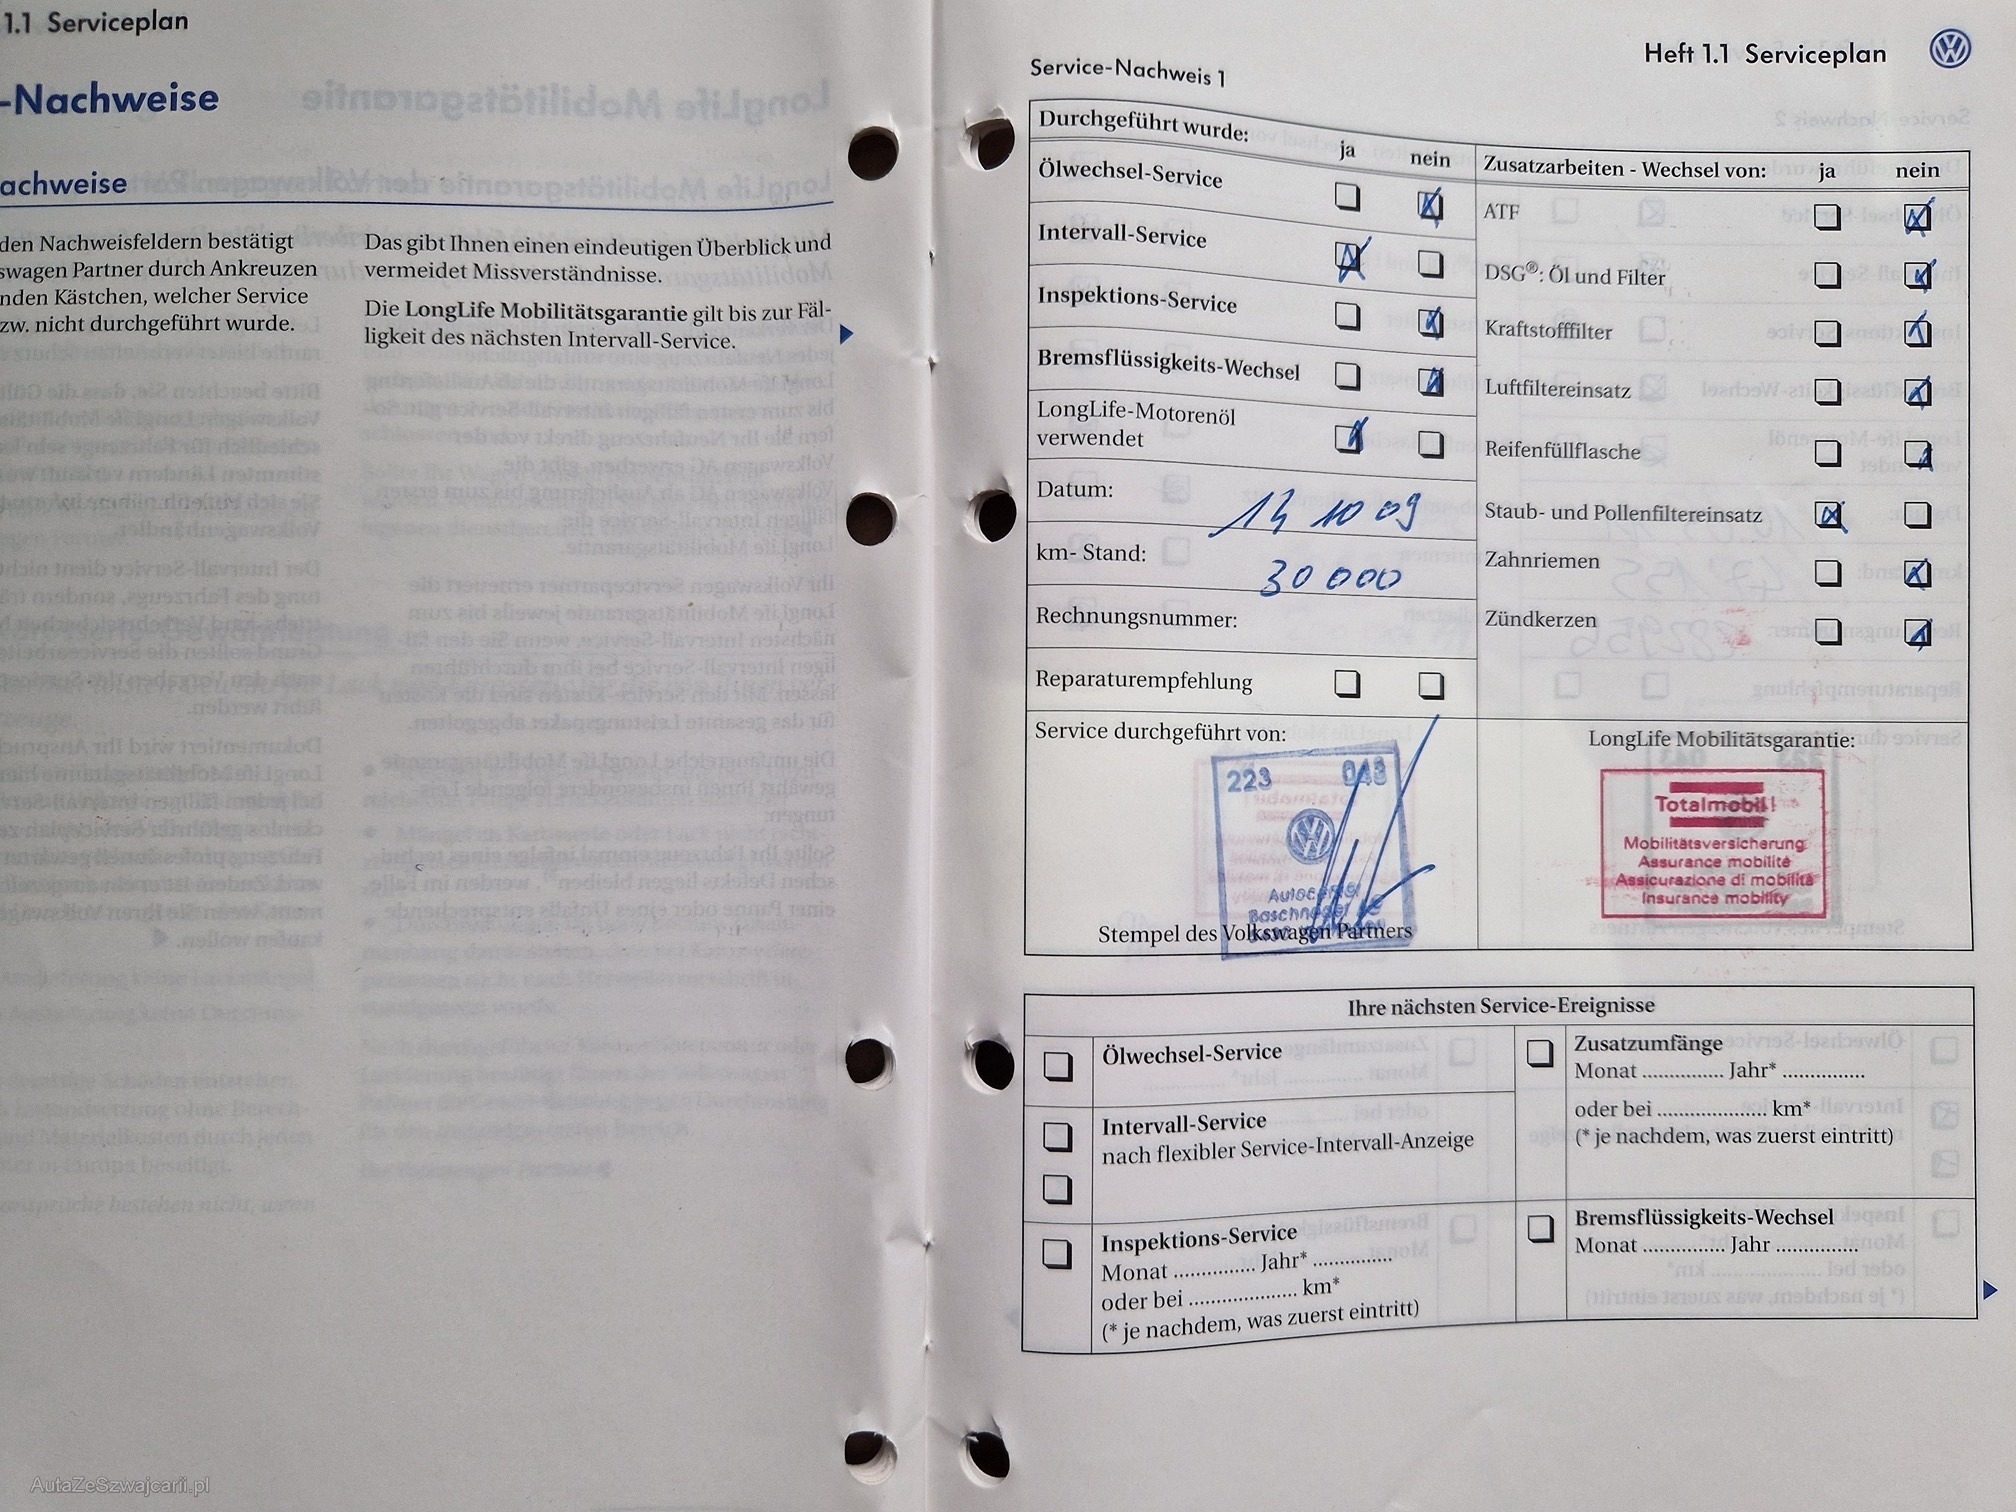 1.1 Serviceplan
-Nachweise
achweise
den Nachweisfeldern bestätigt
swagen Partner durch Ankreuzen
nden Kästchen, welcher Service
zw. nicht durchgeführt wurde.
Das gibt Ihnen einen eindeutigen Überblick und
vermeidet Missverständnisse.
Die LongLife Mobilitätsgarantie gilt bis zur Fäl-
ligkeit des nächsten Intervall-Service.
Heft 1.1 Serviceplan
Service-Nachweis 1
Durchgeführt wurde:
ja nein
Ölwechsel-Service
Intervall-Service
Inspektions-Service
Bremsflüssigkeits-Wechsel
LongLife-Motorenöl
verwendet
Datum: 14 10 09
km- Stand: 30 000
Rechnungsnummer:
Reparaturempfehlung
Zusatzarbeiten - Wechsel von: ja nein
ATF
DSG®: Öl und Filter
Kraftstofffilter
Luftfiltereinsatz
Reifenfüllflasche
Staub- und Pollenfiltereinsatz
Zahnriemen
Zündkerzen
Service durchgeführt von:
223 043
Stempel des Volkswagen Partners
LongLife Mobilitätsgarantie:
Totalmobil!
Mobilitätsversicherung
Assurance mobilité
Assicurazione di mobilità
Insurance mobility
Ihre nächsten Service-Ereignisse
Ölwechsel-Service
Intervall-Service
nach flexibler Service-Intervall-Anzeige
Inspektions-Service
Monat ............... Jahr* ...............
oder bei .................... km*
(* je nachdem, was zuerst eintritt)
Zusatzumfänge
Monat ............... Jahr* ...............
oder bei .................... km*
(* je nachdem, was zuerst eintritt)
Bremsflüssigkeits-Wechsel
Monat ............... Jahr ...............
AutaZeSzwajcarii.pl